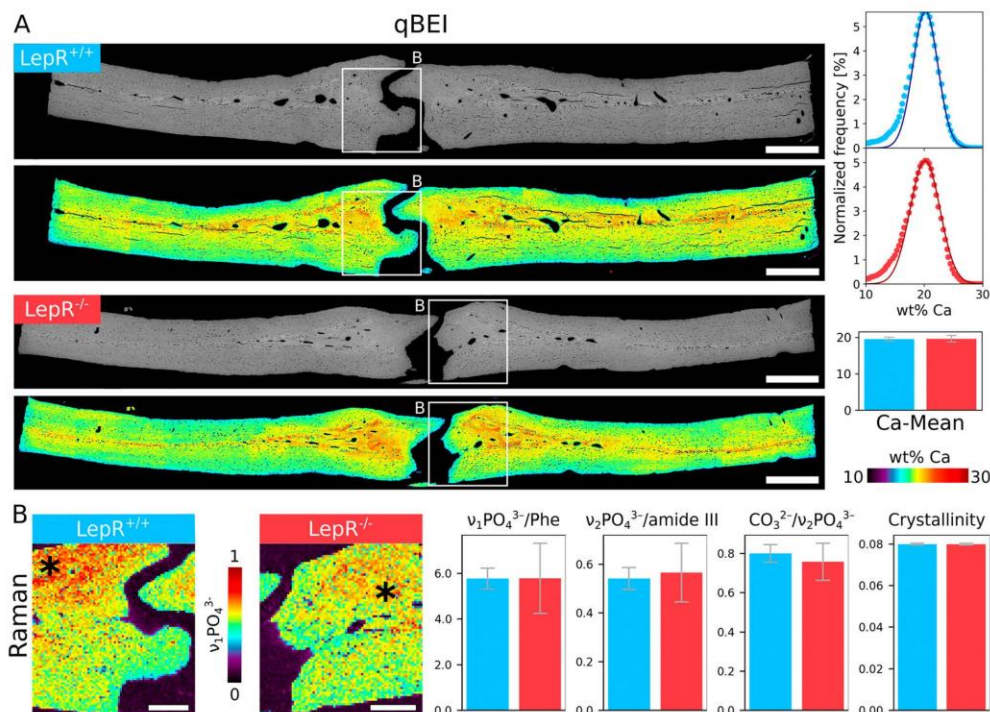 A
qBEI
LepR+/+
B
B
LepR-/-
B
B
Normalized frequency [%]
5
4
3
2
1
0
5
4
3
2
1
0
10 20 30
wt% Ca
20
10
0
Ca-Mean
wt% Ca
10 30
B
Raman
LepR+/+
1
ν₁PO₄³⁻
0
LepR-/-
ν₁PO₄³⁻/Phe
6.0
4.0
2.0
0.0
ν₂PO₄³⁻/amide III
0.6
0.4
0.2
0.0
CO₃²⁻/ν₂PO₄³⁻
0.8
0.6
0.4
0.2
0.0
Crystallinity
0.08
0.06
0.04
0.02
0.00